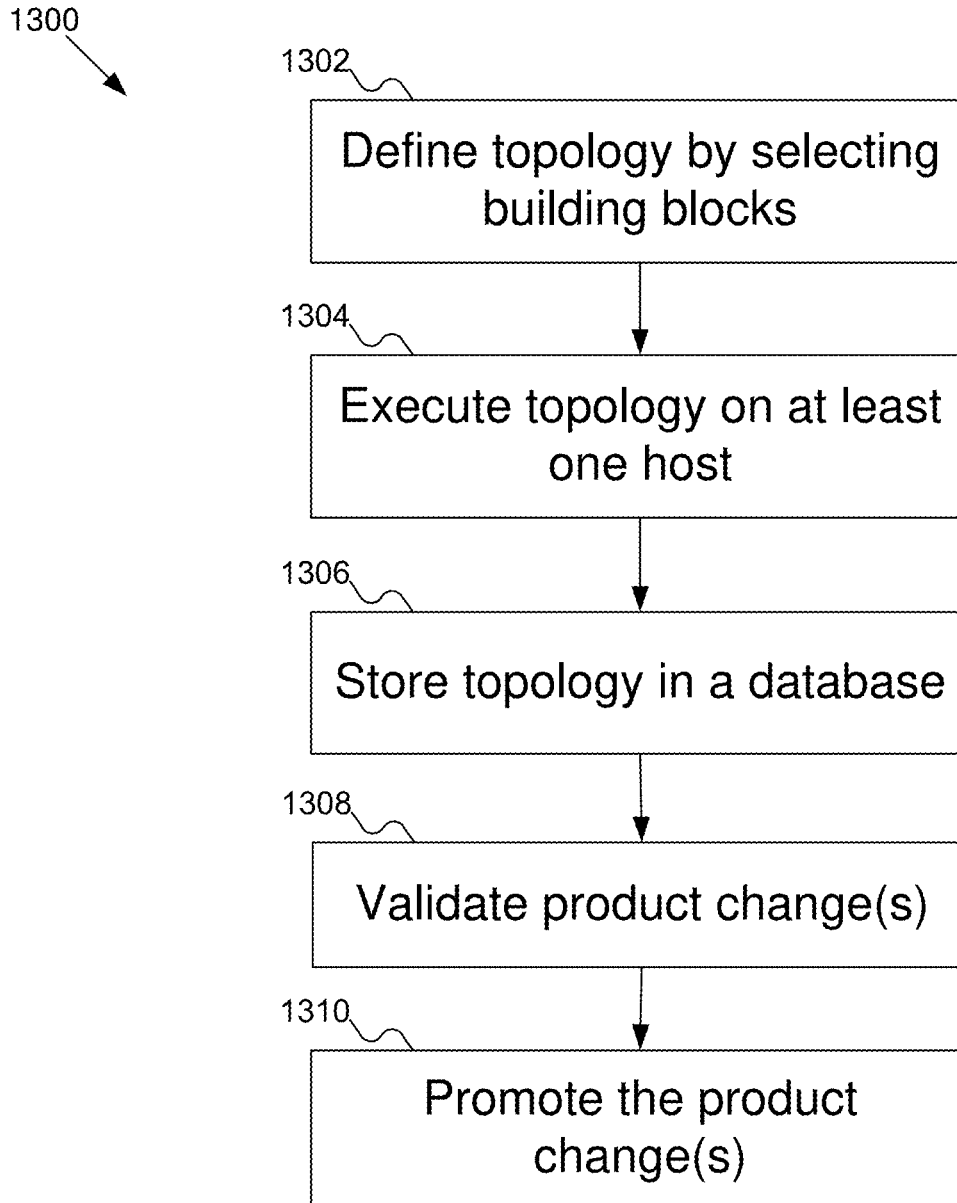 1300
1302
Define topology by selecting
building blocks
1304
Execute topology on at least
one host
1306
Store topology in a database
1308
Validate product change(s)
1310
Promote the product
change(s)